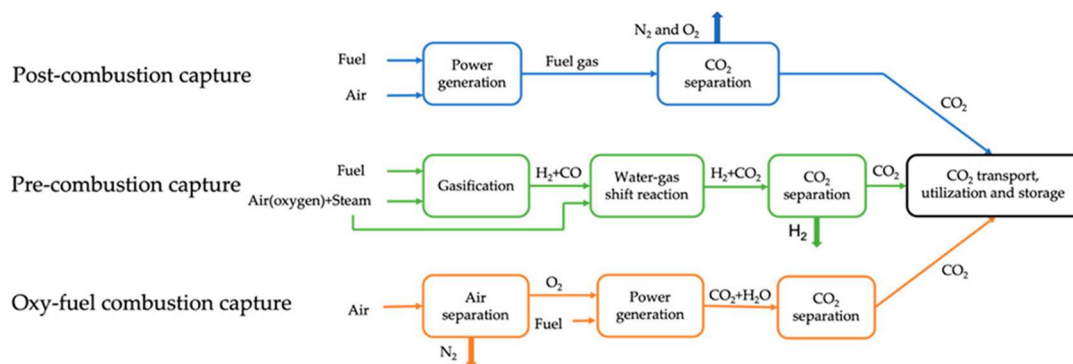 N₂ and O₂
Post-combustion capture
Fuel
Air
Power
generation
Fuel gas
CO₂
separation
CO₂
Pre-combustion capture
Fuel
Air(oxygen)+Steam
Gasification
H₂+CO
Water-gas
shift reaction
H₂+CO₂
CO₂
separation
CO₂
H₂
CO₂ transport,
utilization and storage
Oxy-fuel combustion capture
Air
Air
separation
N₂
O₂
Fuel
Power
generation
CO₂+H₂O
CO₂
separation
CO₂